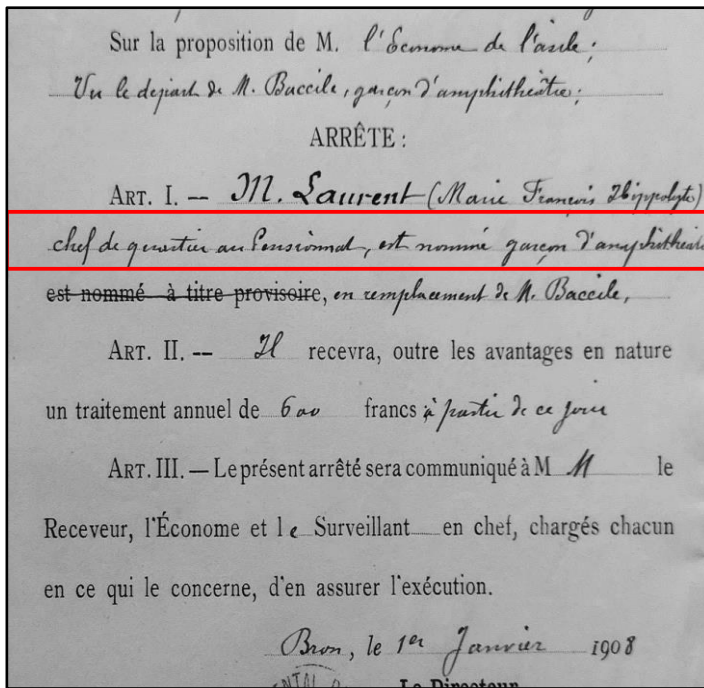 Sur la proposition de M. l'Econome de l'asile;
Vu le départ de M. Baccile, garçon d'amphithéâtre;
ARRÊTE :
ART. I. — M. Laurent (Marie François Hippolyte)
chef de quartier au Pensionnat, est nommé garçon d'amphithéât
est nommé à titre provisoire, en remplacement de M. Baccile,
ART. II. — Il recevra, outre les avantages en nature
un traitement annuel de 600 francs à partir de ce jour
ART. III. — Le présent arrêté sera communiqué à M M le
Receveur, l'Économe et le Surveillant en chef, chargés chacun
en ce qui le concerne, d'en assurer l'exécution.
Bron, le 1er Janvier 1908
Le Directeur